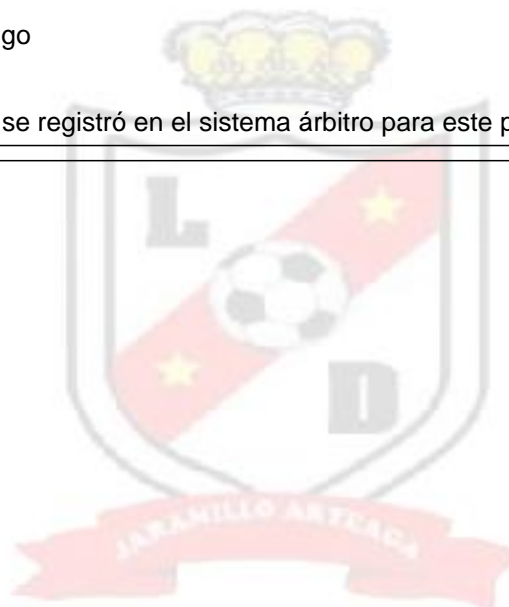 go
se registró en el sistema árbitro para este p
L
D
JARAMILLO ARTEAGA